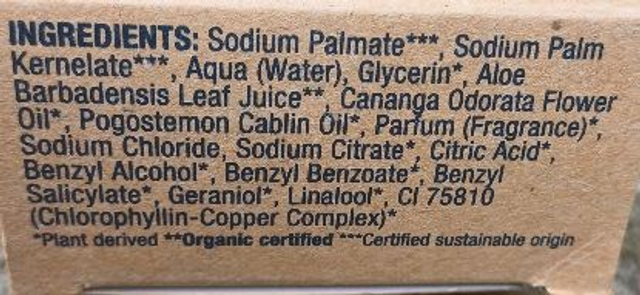 INGREDIENTS: Sodium Palmate***, Sodium Palm
Kernelate***, Aqua (Water), Glycerin*, Aloe
Barbadensis Leaf Juice**, Cananga Odorata Flower
Oil*, Pogostemon Cablin Oil*, Parfum (Fragrance)*,
Sodium Chloride, Sodium Citrate*, Citric Acid*,
Benzyl Alcohol*, Benzyl Benzoate*, Benzyl
Salicylate*, Geraniol*, Linalool*, CI 75810
(Chlorophyllin-Copper Complex)*
*Plant derived **Organic certified ***Certified sustainable origin